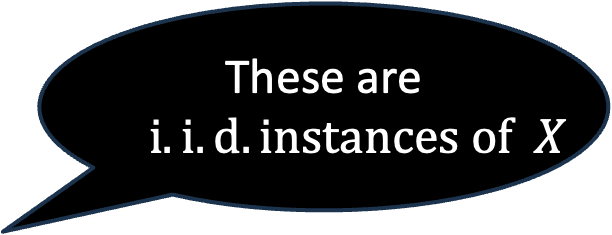 These are
i. i. d. instances of X